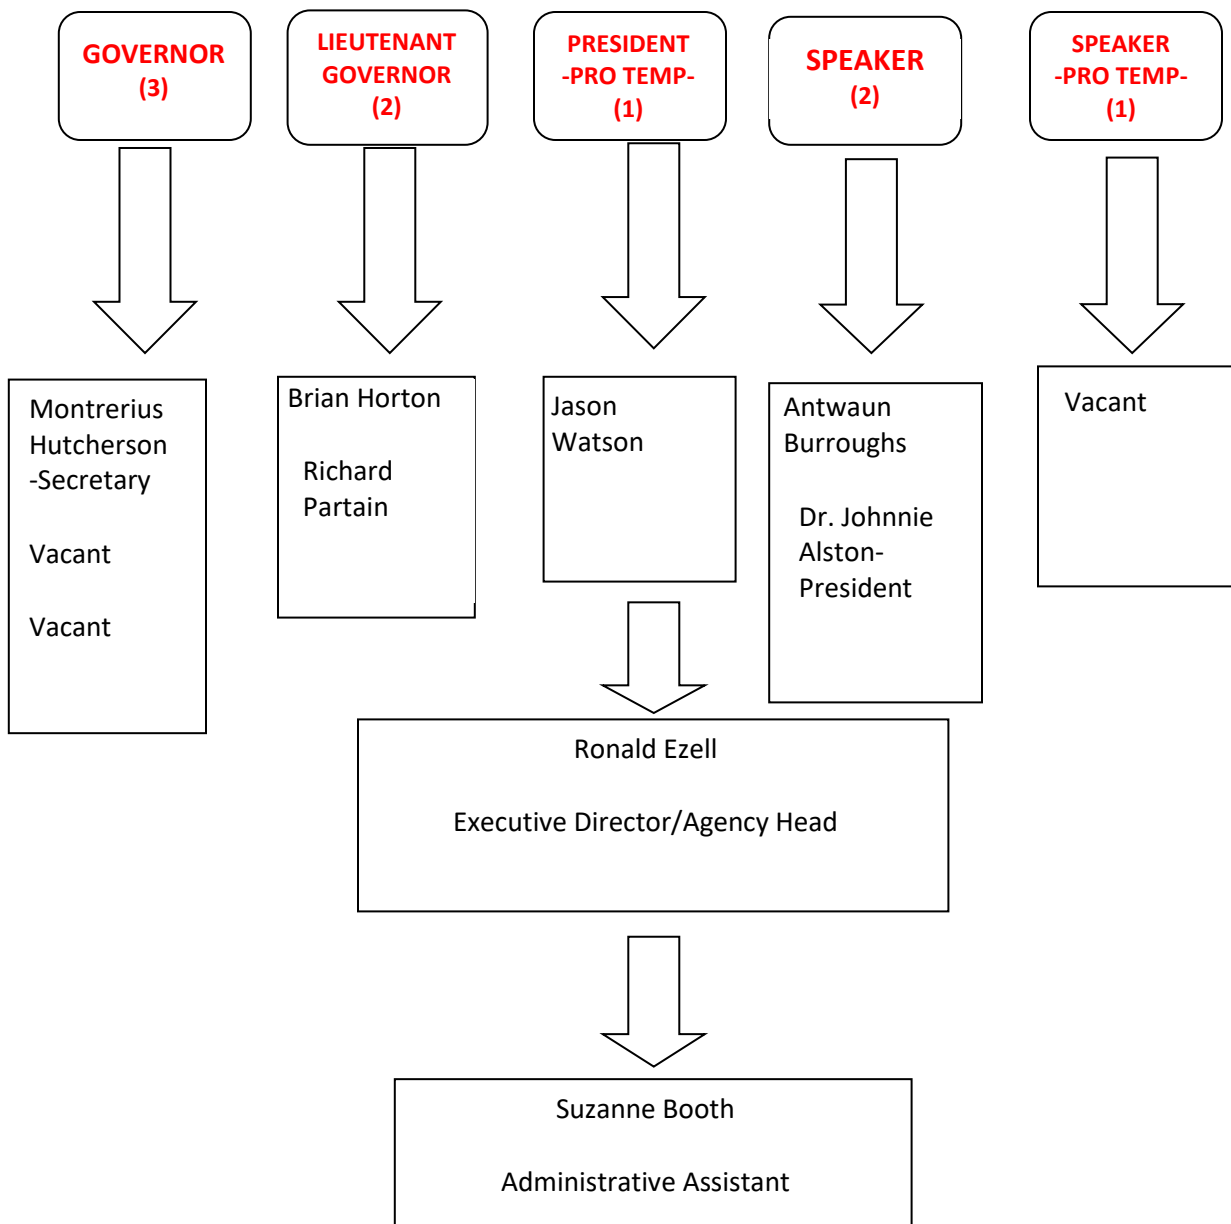 GOVERNOR
(3)
LIEUTENANT
GOVERNOR
(2)
PRESIDENT
-PRO TEMP-
(1)
SPEAKER
(2)
SPEAKER
-PRO TEMP-
(1)
Montrerius
Hutcherson
-Secretary
Vacant
Vacant
Brian Horton
Richard
Partain
Jason
Watson
Antwaun
Burroughs
Dr. Johnnie
Alston-
President
Vacant
Ronald Ezell
Executive Director/Agency Head
Suzanne Booth
Administrative Assistant